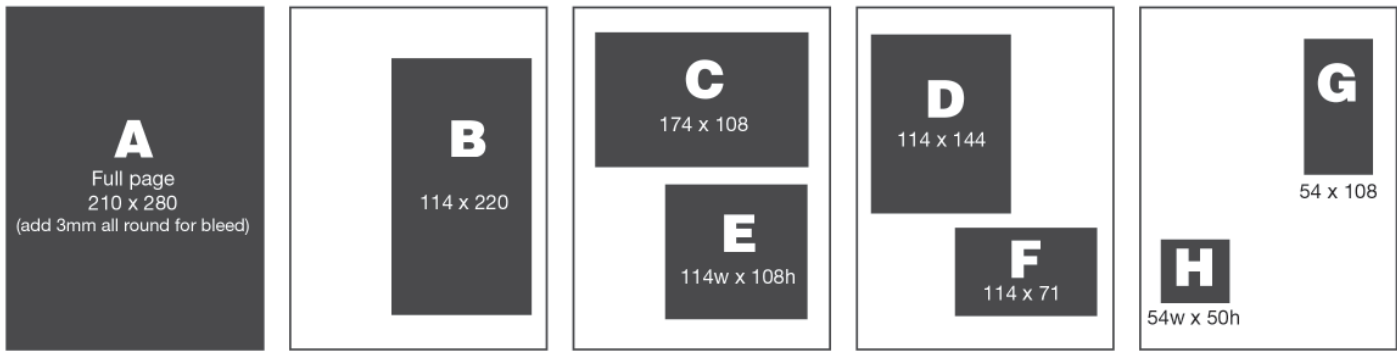 A
Full page
210 x 280
(add 3mm all round for bleed)
B
114 x 220
C
174 x 108
E
114w x 108h
D
114 x 144
F
114 x 71
G
54 x 108
H
54w x 50h